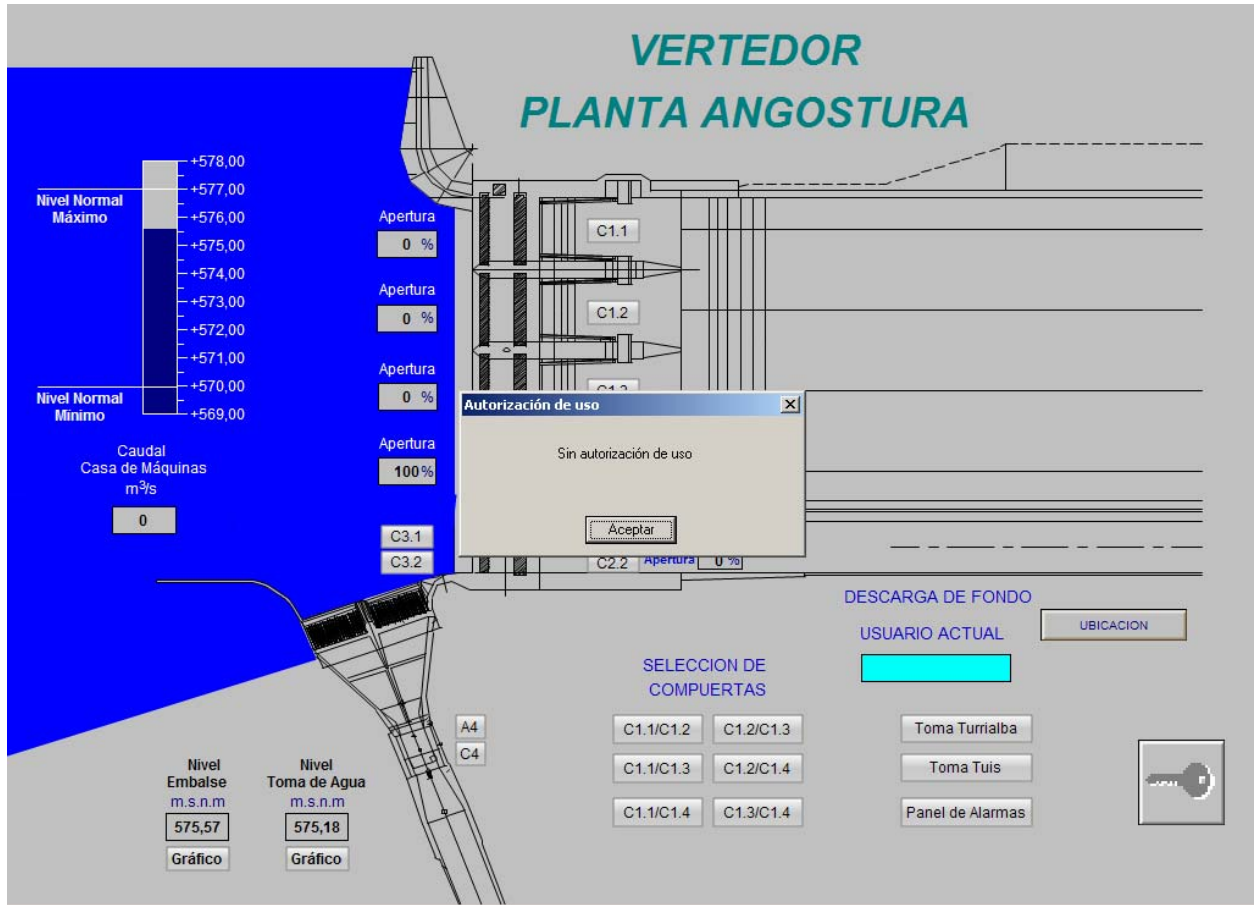 VERTEDOR
PLANTA ANGOSTURA
+578,00
+577,00
+576,00
+575,00
+574,00
+573,00
+572,00
+571,00
+570,00
+569,00
Nivel Normal
Máximo
Nivel Normal
Mínimo
Caudal
Casa de Máquinas
m³/s
0
Apertura
0 %
Apertura
0 %
Apertura
0 %
Apertura
100 %
C1.1
C1.2
C1.3
Autorización de uso
Sin autorización de uso
Aceptar
C3.1
C3.2
C2.2 Apertura 0 %
DESCARGA DE FONDO
USUARIO ACTUAL
UBICACION
SELECCION DE
COMPUERTAS
C1.1/C1.2 C1.2/C1.3
C1.1/C1.3 C1.2/C1.4
C1.1/C1.4 C1.3/C1.4
Toma Turrialba
Toma Tuis
Panel de Alarmas
A4
C4
Nivel
Embalse
m.s.n.m
575,57
Gráfico
Nivel
Toma de Agua
m.s.n.m
575,18
Gráfico